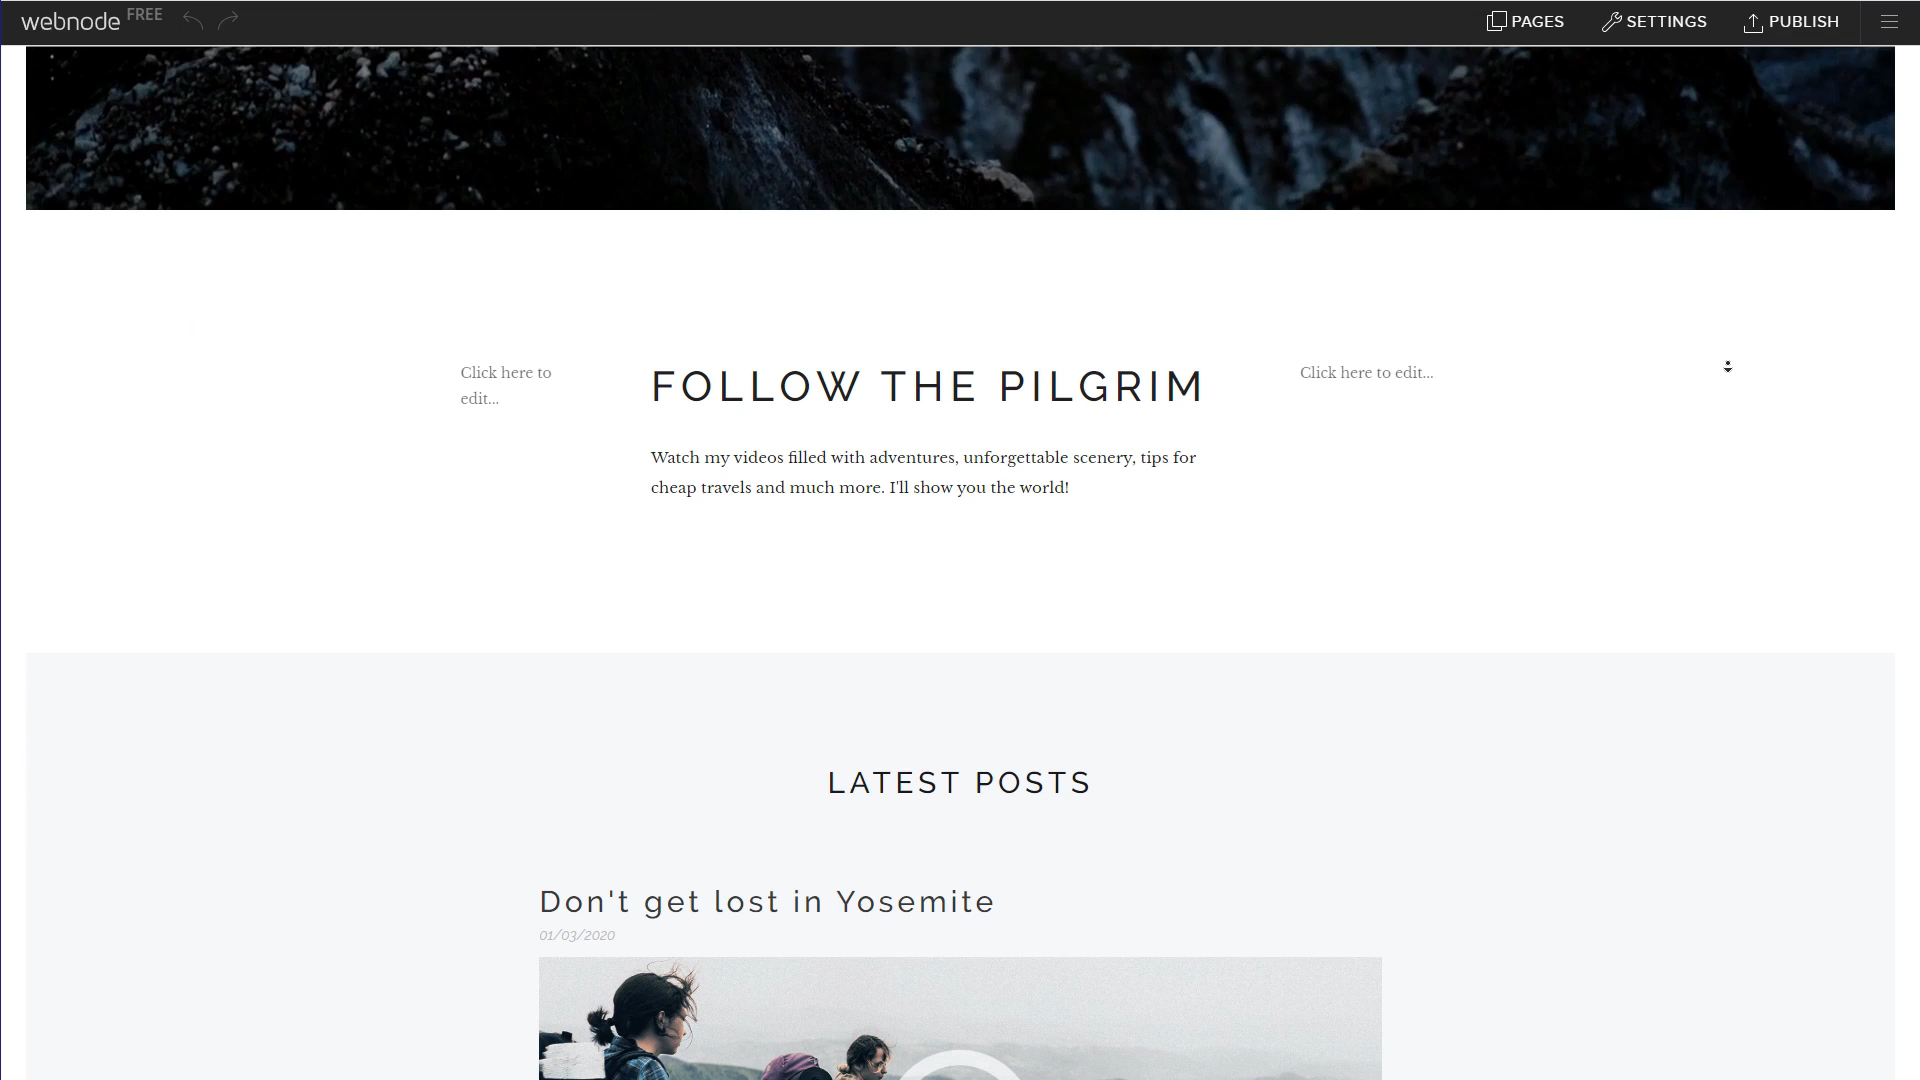 webnode FREE PAGES SETTINGS PUBLISH
Click here to
edit...
FOLLOW THE PILGRIM
Watch my videos filled with adventures, unforgettable scenery, tips for
cheap travels and much more. I'll show you the world!
Click here to edit...
LATEST POSTS
Don't get lost in Yosemite
01/03/2020